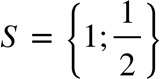 S = {1; 1/2}